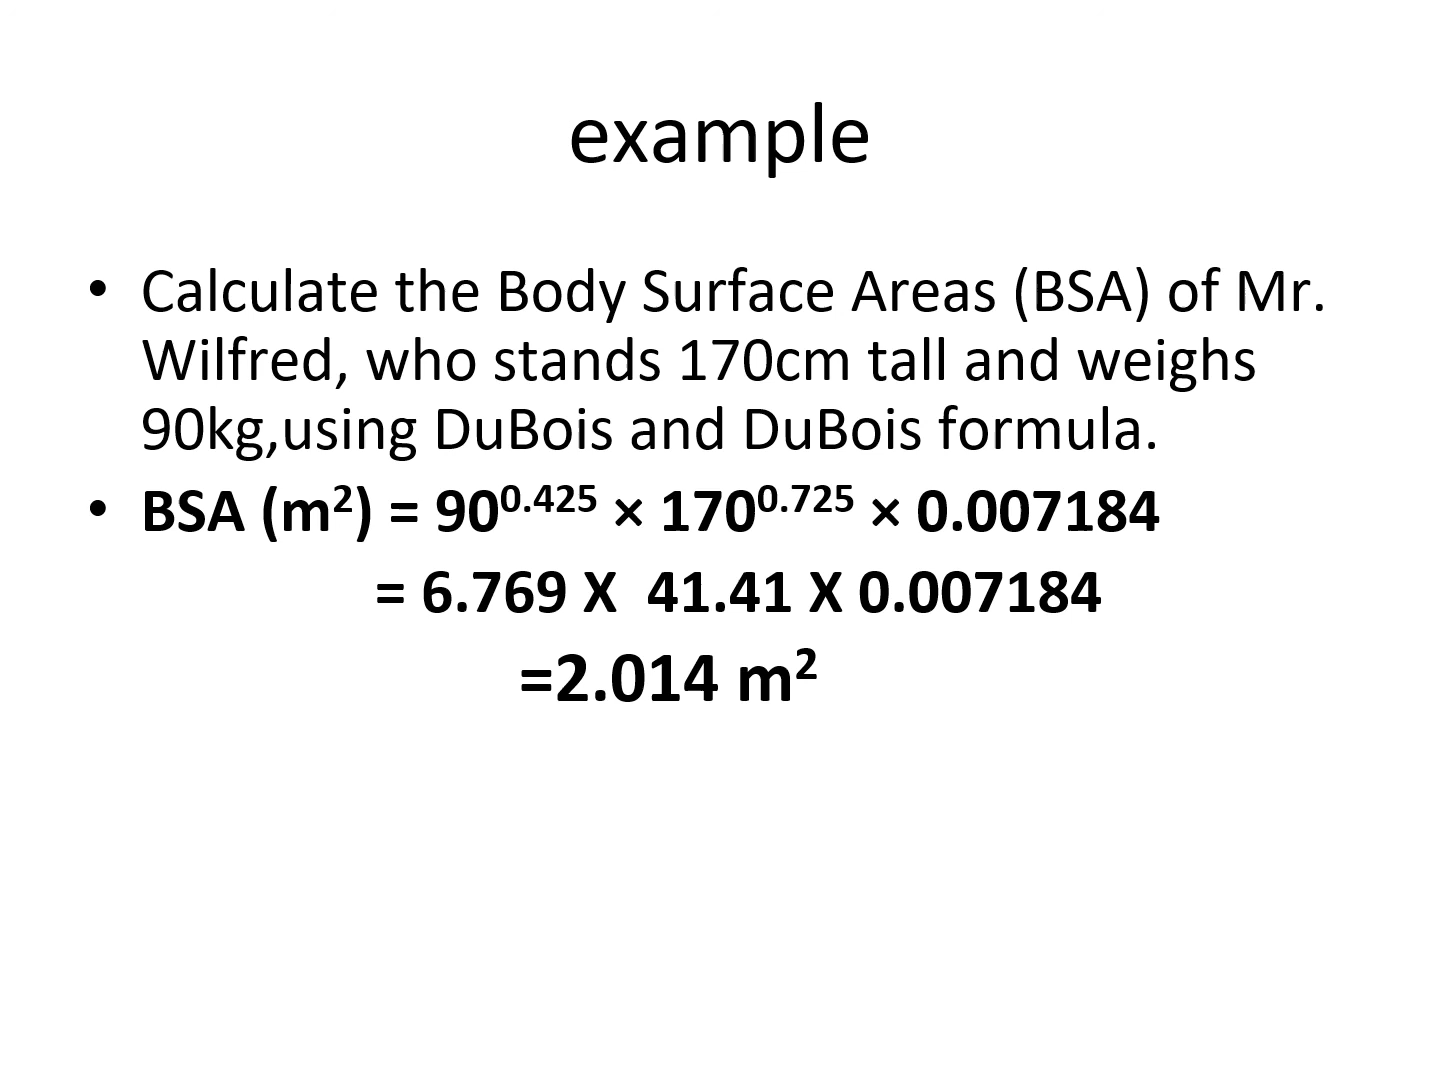 example
• Calculate the Body Surface Areas (BSA) of Mr.
Wilfred, who stands 170cm tall and weighs
90kg,using DuBois and DuBois formula.
• BSA (m²) = 90⁰·⁴²⁵ × 170⁰·⁷²⁵ × 0.007184
= 6.769 X 41.41 X 0.007184
=2.014 m²